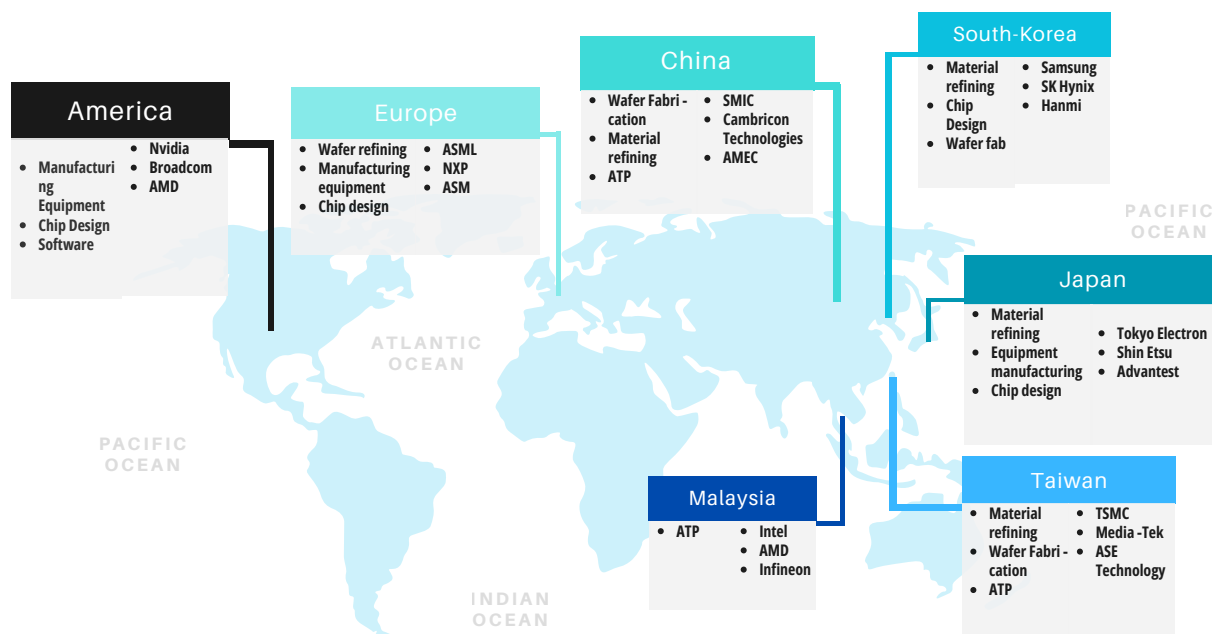 America
• Manufacturi
ng
Equipment
• Chip Design
• Software
• Nvidia
• Broadcom
• AMD
Europe
• Wafer refining
• Manufacturing
equipment
• Chip design
• ASML
• NXP
• ASM
China
• Wafer Fabri -
cation
• Material
refining
• ATP
• SMIC
• Cambricon
Technologies
• AMEC
South-Korea
• Material
refining
• Chip
Design
• Wafer fab
• Samsung
• SK Hynix
• Hanmi
PACIFIC
OCEAN
Japan
• Material
refining
• Equipment
manufacturing
• Chip design
• Tokyo Electron
• Shin Etsu
• Advantest
ATLANTIC
OCEAN
PACIFIC
OCEAN
Malaysia
• ATP
• Intel
• AMD
• Infineon
Taiwan
• Material
refining
• Wafer Fabri -
cation
• ATP
• TSMC
• Media -Tek
• ASE
Technology
INDIAN
OCEAN